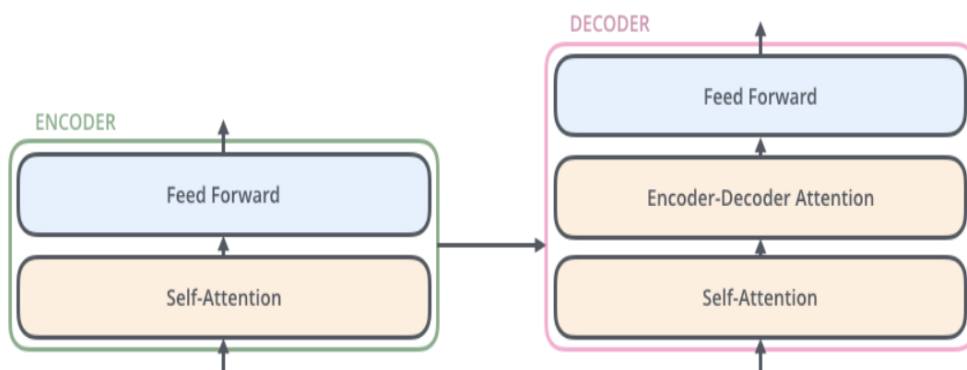 ENCODER
Feed Forward
Self-Attention
DECODER
Feed Forward
Encoder-Decoder Attention
Self-Attention